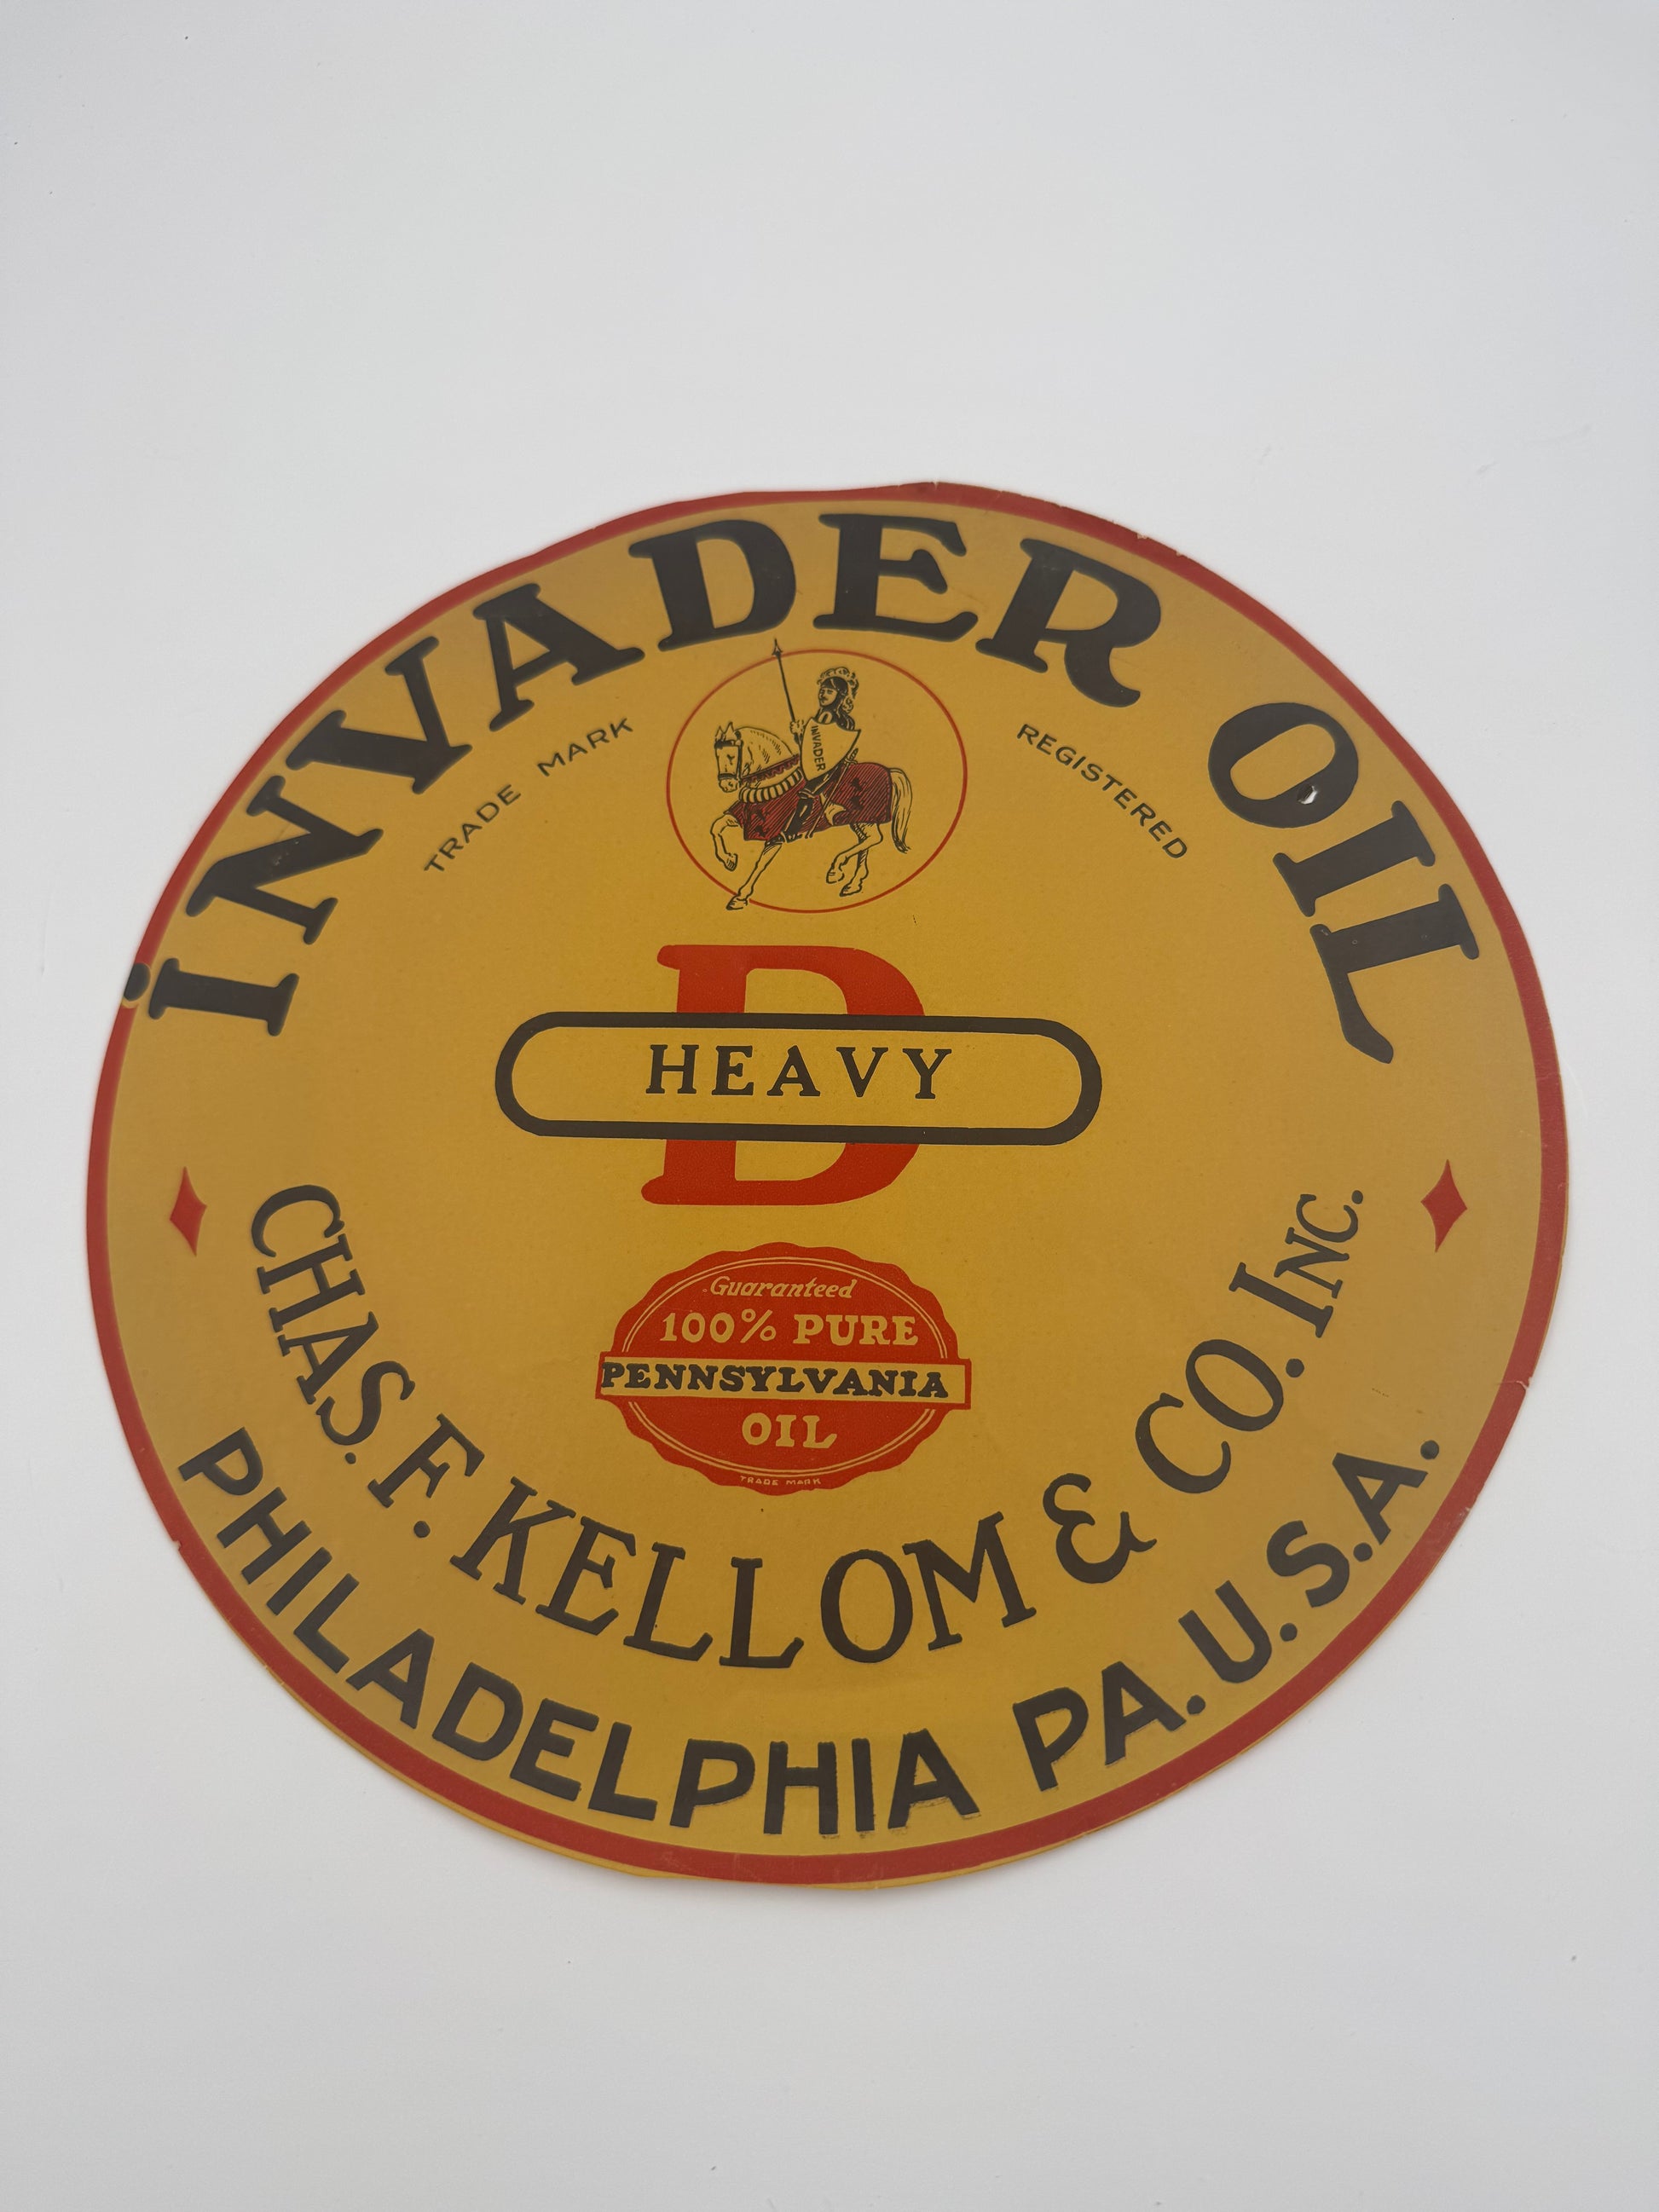 iNVADER OIL
TRADE MARK
REGISTERED
INVADER
D
HEAVY
Guaranteed
100% PURE
PENNSYLVANIA
OIL
TRADE MARK
CHAS. F. KELLOM & CO. INC.
PHILADELPHIA PA. U.S.A.